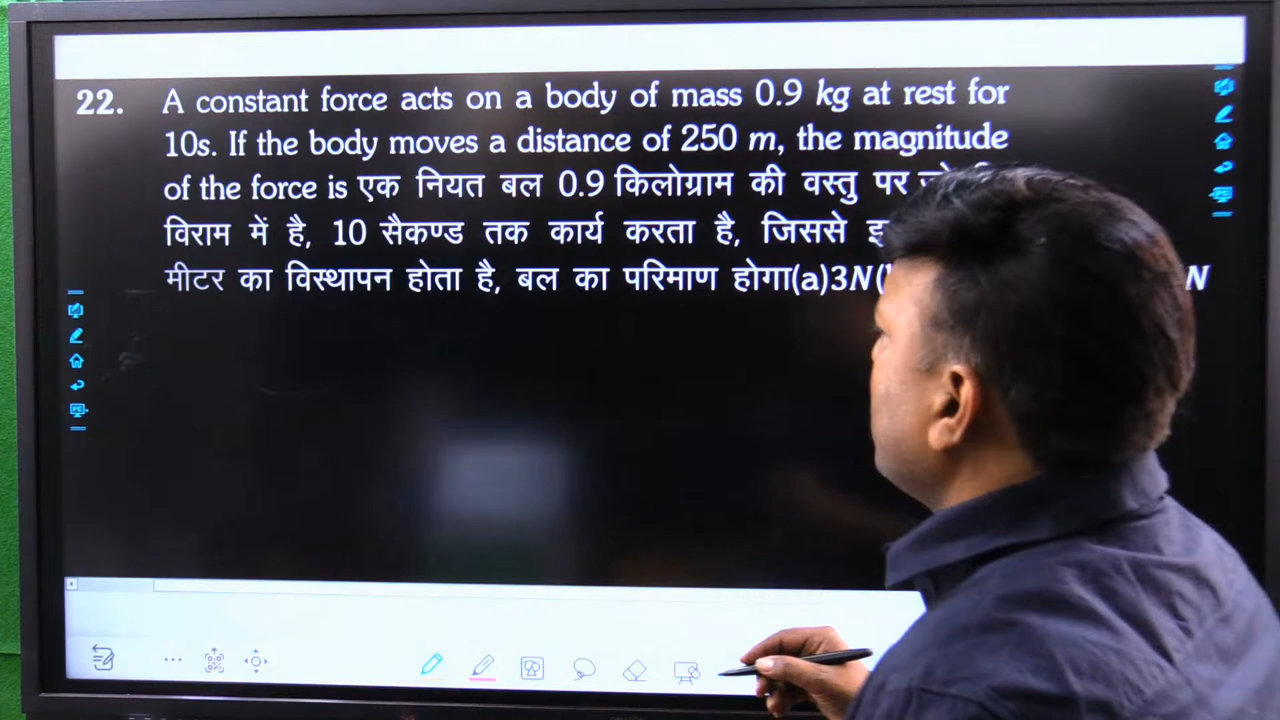 22. A constant force acts on a body of mass 0.9 kg at rest for
10s. If the body moves a distance of 250 m, the magnitude
of the force is एक नियत बल 0.9 किलोग्राम की वस्तु पर
विराम में है, 10 सैकण्ड तक कार्य करता है, जिससे
मीटर का विस्थापन होता है, बल का परिमाण होगा(a)3N( N